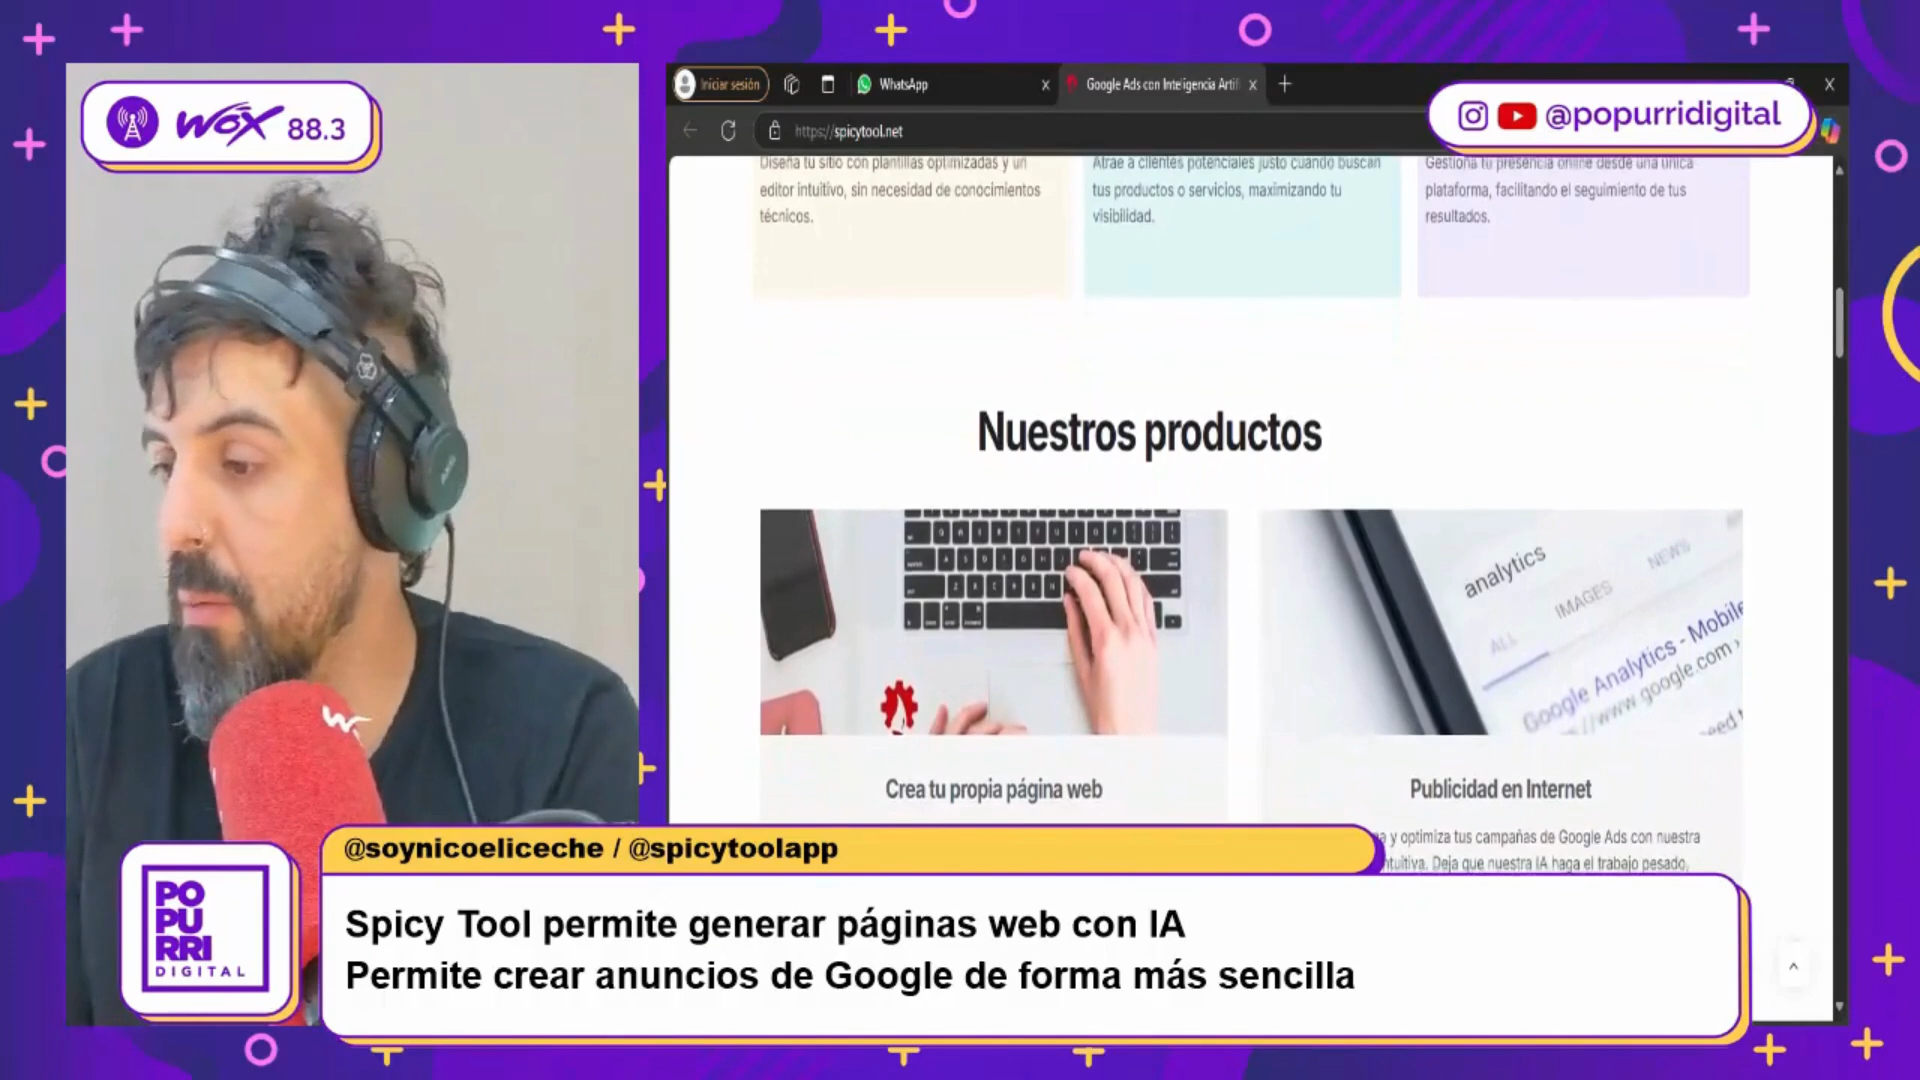 WOX 88.3
Iniciar sesión
WhatsApp
Google Ads con Inteligencia Artifi
@popurridigital
https://spicytool.net
Diseña tu sitio con plantillas optimizadas y un
editor intuitivo, sin necesidad de conocimientos
técnicos.
Atrae a clientes potenciales justo cuando buscan
tus productos o servicios, maximizando tu
visibilidad.
Gestiona tu presencia online desde una única
plataforma, facilitando el seguimiento de tus
resultados.
Nuestros productos
analytics
ALL IMAGES NEWS
Google Analytics - Mobile
://www.google.com ›
need t
Crea tu propia página web
Publicidad en Internet
a y optimiza tus campañas de Google Ads con nuestra
ntuitiva. Deja que nuestra IA haga el trabajo pesado,
@soynicoeliceche / @spicytoolapp
PO
PU
RRI
DIGITAL
Spicy Tool permite generar páginas web con IA
Permite crear anuncios de Google de forma más sencilla